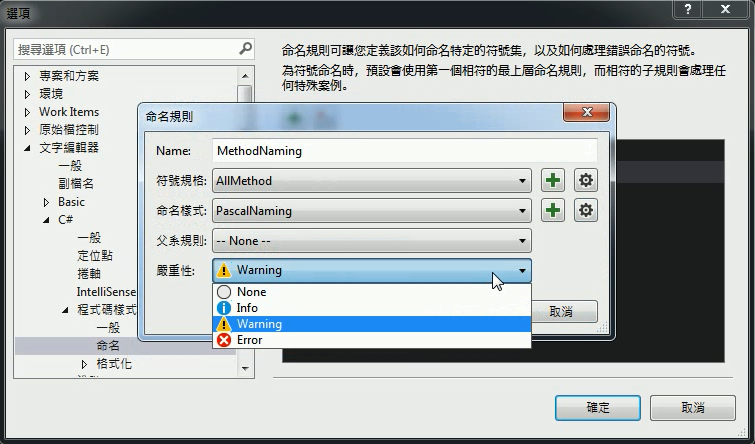 選項
?
搜尋選項 (Ctrl+E)
專案和方案
環境
Work Items
原始檔控制
文字編輯器
一般
副檔名
Basic
C#
一般
定位點
捲軸
IntelliSense
程式碼樣式
一般
命名
格式化
命名規則可讓您定義該如何命名特定的符號集，以及如何處理錯誤命名的符號。
為符號命名時，預設會使用第一個相符的最上層命名規則，而相符的子規則會處理任
何特殊案例。
命名規則
Name:
MethodNaming
符號規格:
AllMethod
命名樣式:
PascalNaming
父系規則:
-- None --
嚴重性:
Warning
None
Info
Warning
Error
取消
確定
取消